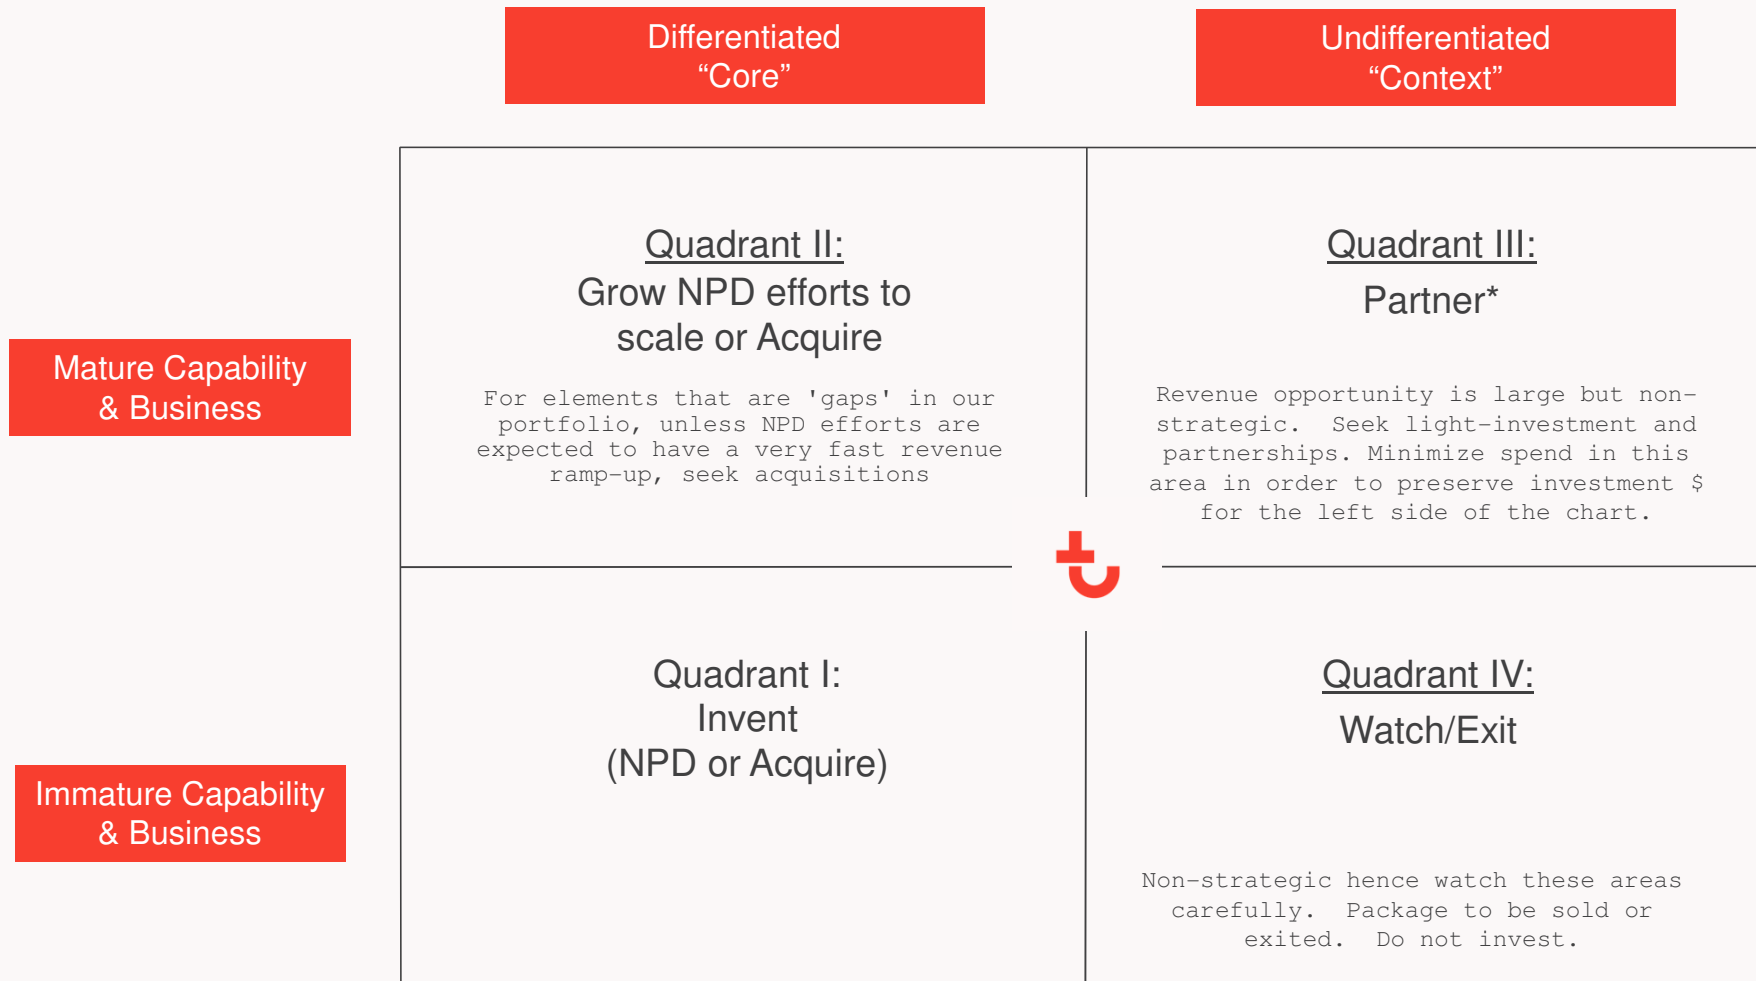 Differentiated
“Core”
Undifferentiated
“Context”
Mature Capability
& Business
Quadrant II:
Grow NPD efforts to
scale or Acquire
For elements that are 'gaps' in our
portfolio, unless NPD efforts are
expected to have a very fast revenue
ramp-up, seek acquisitions
Quadrant III:
Partner*
Revenue opportunity is large but non-
strategic. Seek light-investment and
partnerships. Minimize spend in this
area in order to preserve investment $
for the left side of the chart.
Immature Capability
& Business
Quadrant I:
Invent
(NPD or Acquire)
Quadrant IV:
Watch/Exit
Non-strategic hence watch these areas
carefully. Package to be sold or
exited. Do not invest.